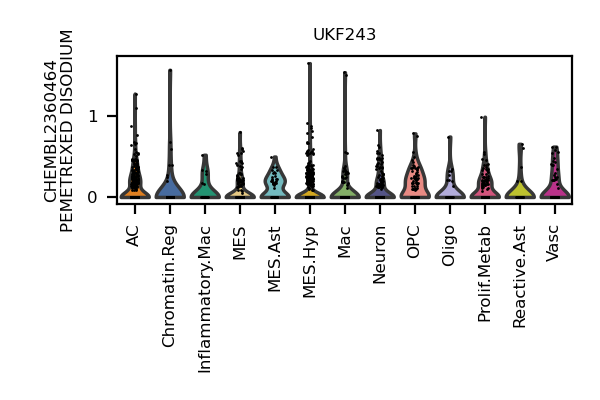 UKF243
CHEMBL2360464
PEMETREXED DISODIUM
1
0
AC
Chromatin.Reg
Inflammatory.Mac
MES
MES.Ast
MES.Hyp
Mac
Neuron
OPC
Oligo
Prolif.Metab
Reactive.Ast
Vasc